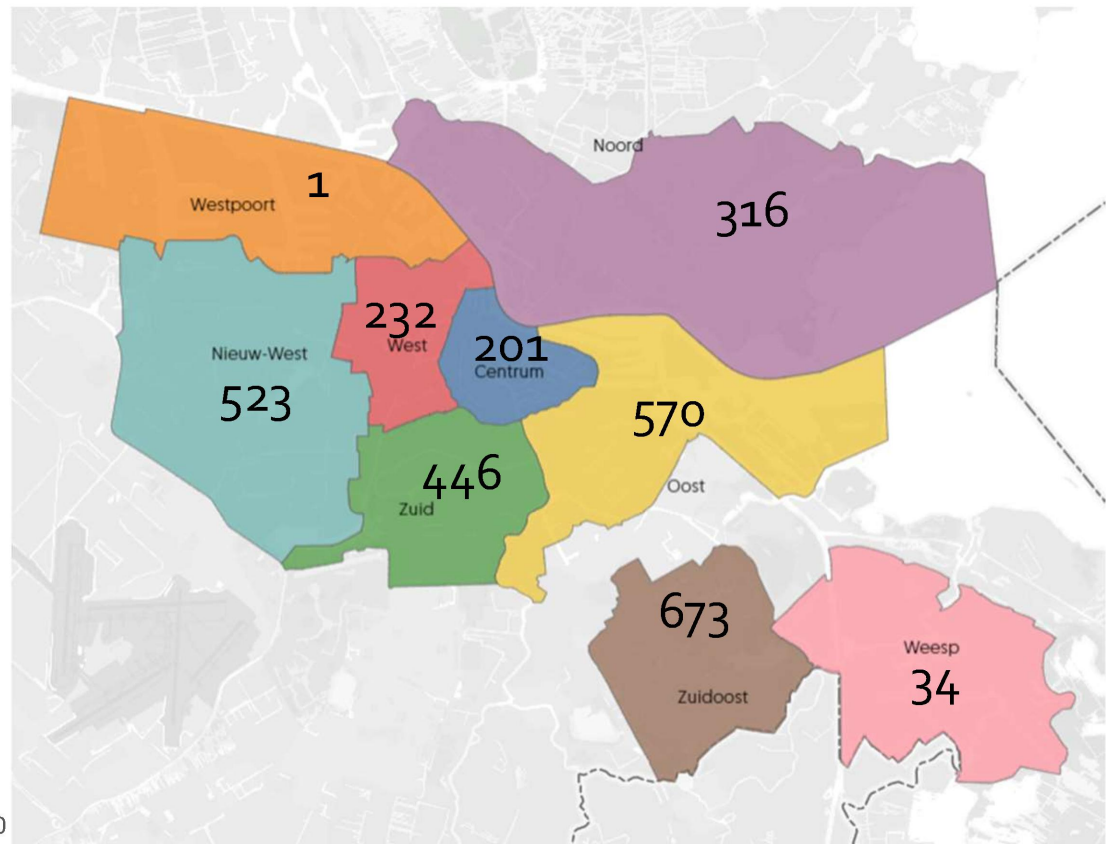 Noord
1
Westpoort
316
232
West
201
Centrum
Nieuw-West
523
570
446
Zuid
Oost
673
Zuidoost
Weesp
34